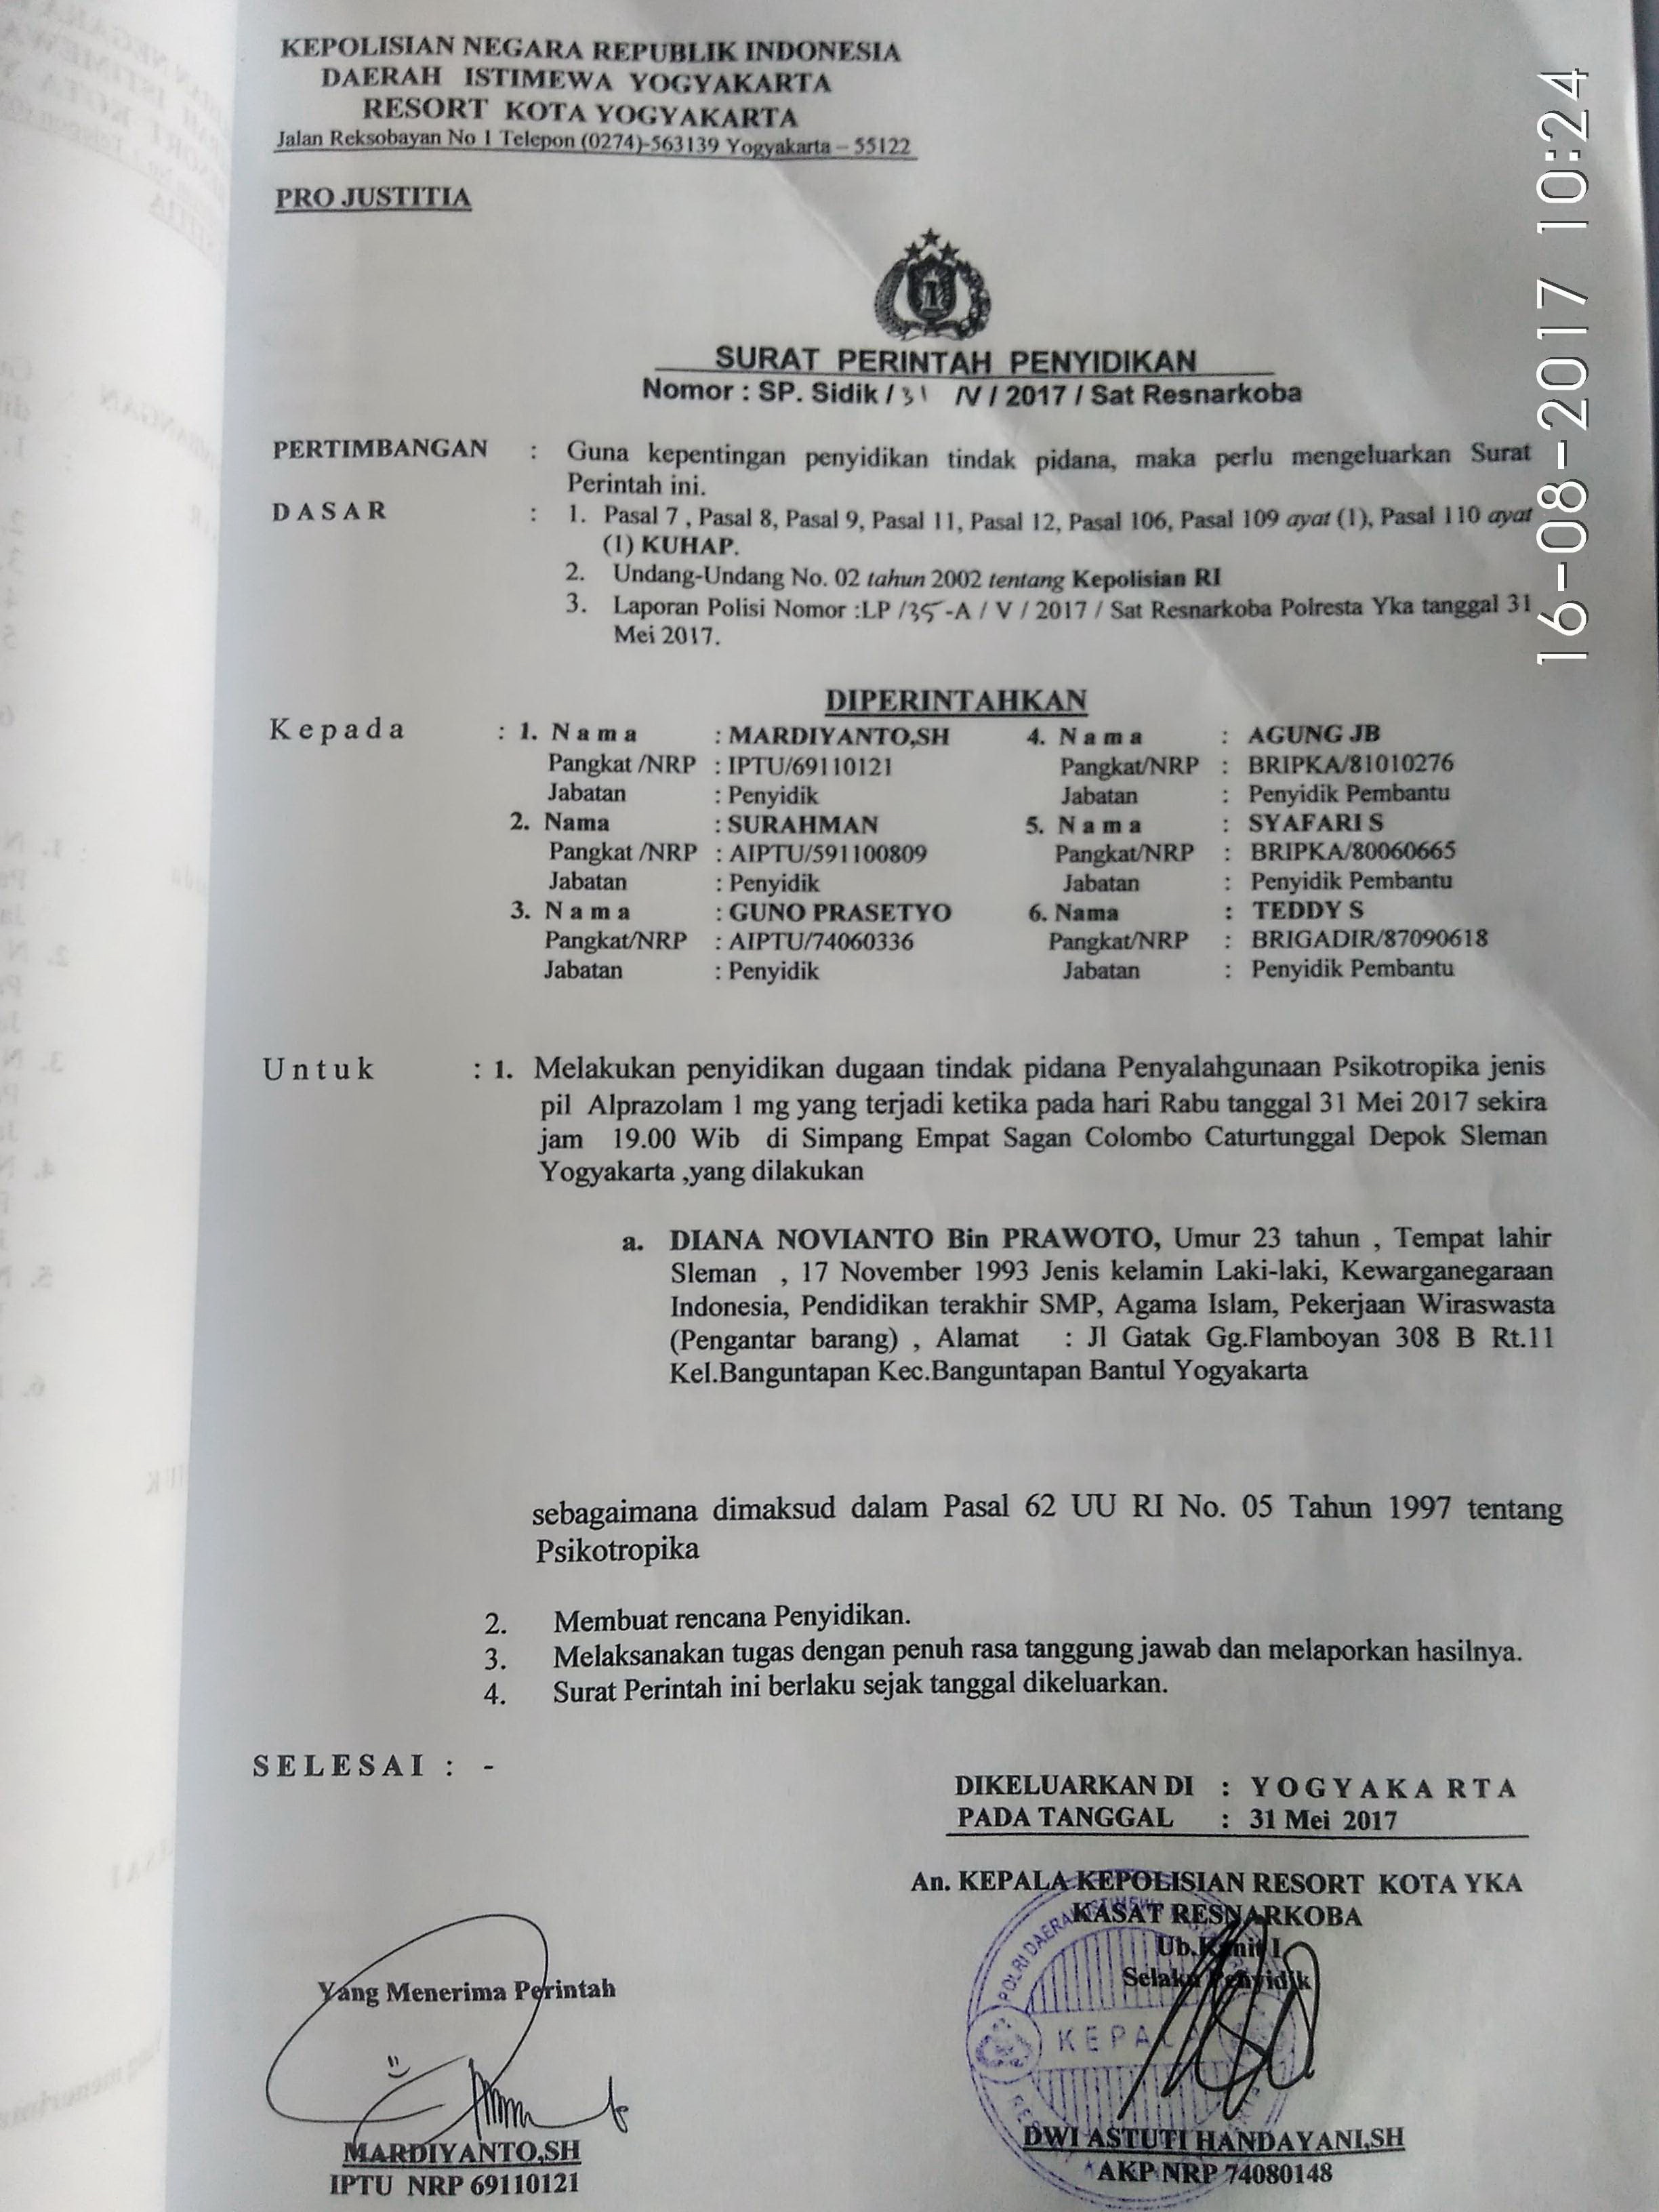 KEPOLISIAN NEGARA REPUBLIK INDONESIA
DAERAH ISTIMEWA YOGYAKARTA
RESORT KOTA YOGYAKARTA
Jalan Reksobayan No 1 Telepon (0274)-563139 Yogyakarta – 55122
PRO JUSTITIA
SURAT PERINTAH PENYIDIKAN
Nomor : SP. Sidik / 31 /V / 2017 / Sat Resnarkoba
PERTIMBANGAN : Guna kepentingan penyidikan tindak pidana, maka perlu mengeluarkan Surat
Perintah ini.
D A S A R : 1. Pasal 7 , Pasal 8, Pasal 9, Pasal 11, Pasal 12, Pasal 106, Pasal 109 ayat (1), Pasal 110 ayat
(1) KUHAP.
2. Undang-Undang No. 02 tahun 2002 tentang Kepolisian RI
3. Laporan Polisi Nomor :LP /35-A / V / 2017 / Sat Resnarkoba Polresta Yka tanggal 31
Mei 2017.
DIPERINTAHKAN
K e p a d a : 1. N a m a : MARDIYANTO,SH 4. N a m a : AGUNG JB
Pangkat /NRP : IPTU/69110121 Pangkat/NRP : BRIPKA/81010276
Jabatan : Penyidik Jabatan : Penyidik Pembantu
2. Nama : SURAHMAN 5. N a m a : SYAFARI S
Pangkat /NRP : AIPTU/591100809 Pangkat/NRP : BRIPKA/80060665
Jabatan : Penyidik Jabatan : Penyidik Pembantu
3. N a m a : GUNO PRASETYO 6. Nama : TEDDY S
Pangkat/NRP : AIPTU/74060336 Pangkat/NRP : BRIGADIR/87090618
Jabatan : Penyidik Jabatan : Penyidik Pembantu
U n t u k : 1. Melakukan penyidikan dugaan tindak pidana Penyalahgunaan Psikotropika jenis
pil Alprazolam 1 mg yang terjadi ketika pada hari Rabu tanggal 31 Mei 2017 sekira
jam 19.00 Wib di Simpang Empat Sagan Colombo Caturtunggal Depok Sleman
Yogyakarta ,yang dilakukan
a. DIANA NOVIANTO Bin PRAWOTO, Umur 23 tahun , Tempat lahir
Sleman , 17 November 1993 Jenis kelamin Laki-laki, Kewarganegaraan
Indonesia, Pendidikan terakhir SMP, Agama Islam, Pekerjaan Wiraswasta
(Pengantar barang) , Alamat : Jl Gatak Gg.Flamboyan 308 B Rt.11
Kel.Banguntapan Kec.Banguntapan Bantul Yogyakarta
sebagaimana dimaksud dalam Pasal 62 UU RI No. 05 Tahun 1997 tentang
Psikotropika
2. Membuat rencana Penyidikan.
3. Melaksanakan tugas dengan penuh rasa tanggung jawab dan melaporkan hasilnya.
4. Surat Perintah ini berlaku sejak tanggal dikeluarkan.
S E L E S A I : -
DIKELUARKAN DI : Y O G Y A K A R T A
PADA TANGGAL : 31 Mei 2017
An. KEPALA KEPOLISIAN RESORT KOTA YKA
KASAT RESNARKOBA
Ub.Kanit I
Selaku Penyidik
Yang Menerima Perintah
KEPALA
MARDIYANTO,SH
IPTU NRP 69110121
DWI ASTUTI HANDAYANI,SH
AKP NRP 74080148
16-08-2017 10:24